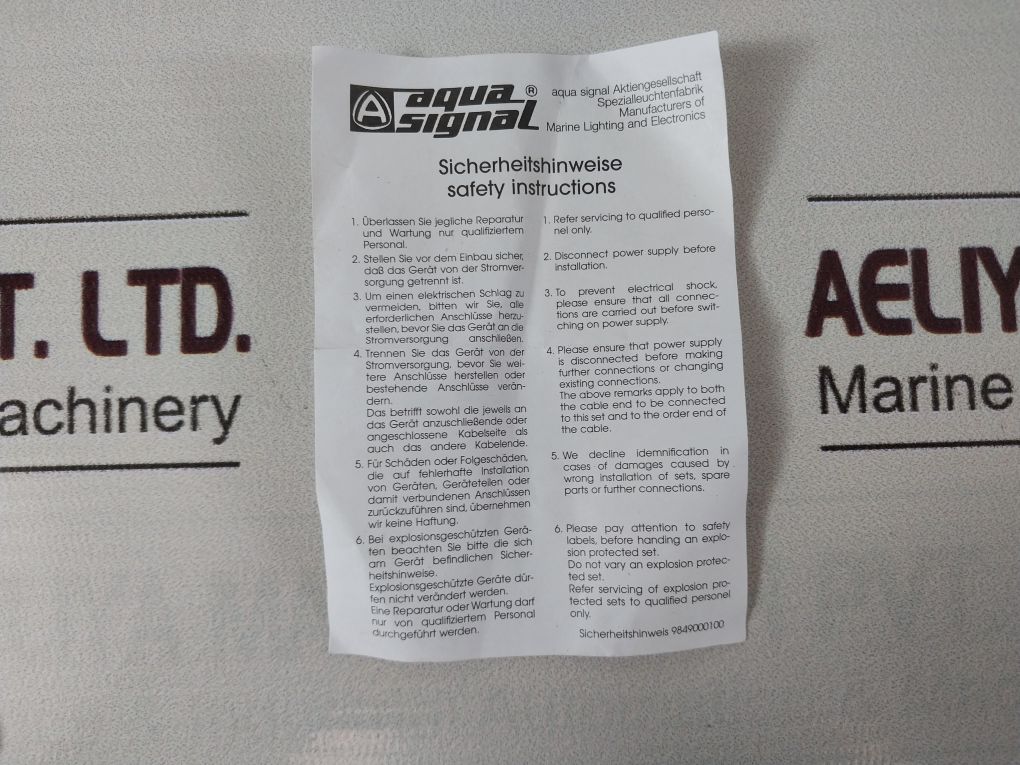 aqua ®
signal
aqua signal Aktiengesellschaft
Spezialleuchtenfabrik
Manufacturers of
Marine Lighting and Electronics
Sicherheitshinweise
safety instructions
1. Überlassen Sie jegliche Reparatur
und Wartung nur qualifiziertem
Personal.
2. Stellen Sie vor dem Einbau sicher,
daß das Gerät von der Stromver-
sorgung getrennt ist.
3. Um einen elektrischen Schlag zu
vermeiden, bitten wir Sie, alle
erforderlichen Anschlüsse herzu-
stellen, bevor Sie das Gerät an die
Stromversorgung anschließen.
4. Trennen Sie das Gerät von der
Stromversorgung, bevor Sie wei-
tere Anschlüsse herstellen oder
bestehende Anschlüsse verän-
dern.
Das betrifft sowohl die jeweils an
das Gerät anzuschließende oder
angeschlossene Kabelseite als
auch das andere Kabelende.
5. Für Schäden oder Folgeschäden,
die auf fehlerhafte Installation
von Geräten, Geräteteilen oder
damit verbundenen Anschlüssen
zurückzuführen sind, übernehmen
wir keine Haftung.
6. Bei explosionsgeschützten Gerä-
ten beachten Sie bitte die sich
am Gerät befindlichen Sicher-
heitshinweise.
Explosionsgeschützte Geräte dür-
fen nicht verändert werden.
Eine Reparatur oder Wartung darf
nur von qualifiziertem Personal
durchgeführt werden.
1. Refer servicing to qualified perso-
nel only.
2. Disconnect power supply before
installation.
3. To prevent electrical shock,
please ensure that all connec-
tions are carried out before swit-
ching on power supply.
4. Please ensure that power supply
is disconnected before making
further connections or changing
existing connections.
The above remarks apply to both
the cable end to be connected
to this set and to the order end of
the cable.
5. We decline idemnification in
cases of damages caused by
wrong installation of sets, spare
parts or further connections.
6. Please pay attention to safety
labels, before handing an explo-
sion protected set.
Do not vary an explosion protec-
ted set.
Refer servicing of explosion pro-
tected sets to qualified personel
only.
Sicherheitshinweis 9849000100
T. LTD.
achinery
AELIY
Marine